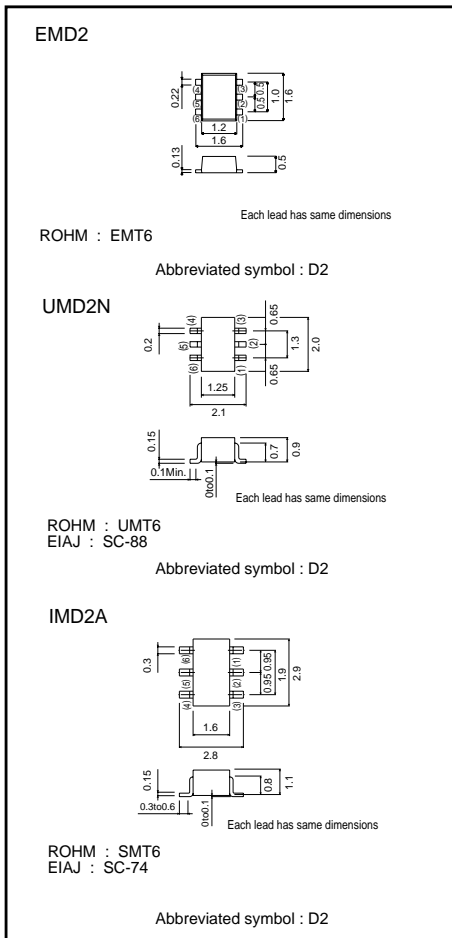 EMD2
0.22
(4)
(3)
(5)
(2)
(6)
(1)
0.5 0.5
1.0
1.6
1.2
1.6
0.13
0.5
Each lead has same dimensions
ROHM : EMT6
Abbreviated symbol : D2
UMD2N
0.2
(4)
(3)
(5)
(2)
(6)
(1)
0.65
0.65
1.3
2.0
1.25
2.1
0.15
0.1Min.
0to0.1
0.7
0.9
Each lead has same dimensions
ROHM : UMT6
EIAJ : SC-88
Abbreviated symbol : D2
IMD2A
0.3
(6)
(1)
(5)
(2)
(4)
(3)
0.95 0.95
1.9
2.9
1.6
2.8
0.15
0.3to0.6
0to0.1
0.8
1.1
Each lead has same dimensions
ROHM : SMT6
EIAJ : SC-74
Abbreviated symbol : D2